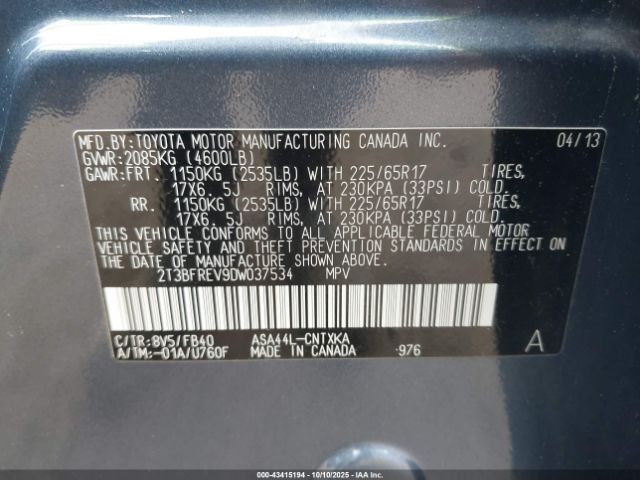 MFD.BY:TOYOTA MOTOR MANUFACTURING CANADA INC. 04/13
GVWR:2085KG (4600LB)
GAWR:FRT. 1150KG (2535LB) WITH 225/65R17 TIRES,
17X6. 5J RIMS, AT 230KPA (33PSI) COLD.
RR. 1150KG (2535LB) WITH 225/65R17 TIRES,
17X6. 5J RIMS, AT 230KPA (33PSI) COLD.
THIS VEHICLE CONFORMS TO ALL APPLICABLE FEDERAL MOTOR
VEHICLE SAFETY AND THEFT PREVENTION STANDARDS IN EFFECT ON
THE DATE OF MANUFACTURE SHOWN ABOVE.
2T3BFREV9DW037534 MPV
C/TR:8V5/FB40 ASA44L-CNTXKA A
A/TM:-01A/U760F MADE IN CANADA 976
000-43415194 - 10/10/2025 - IAA Inc.